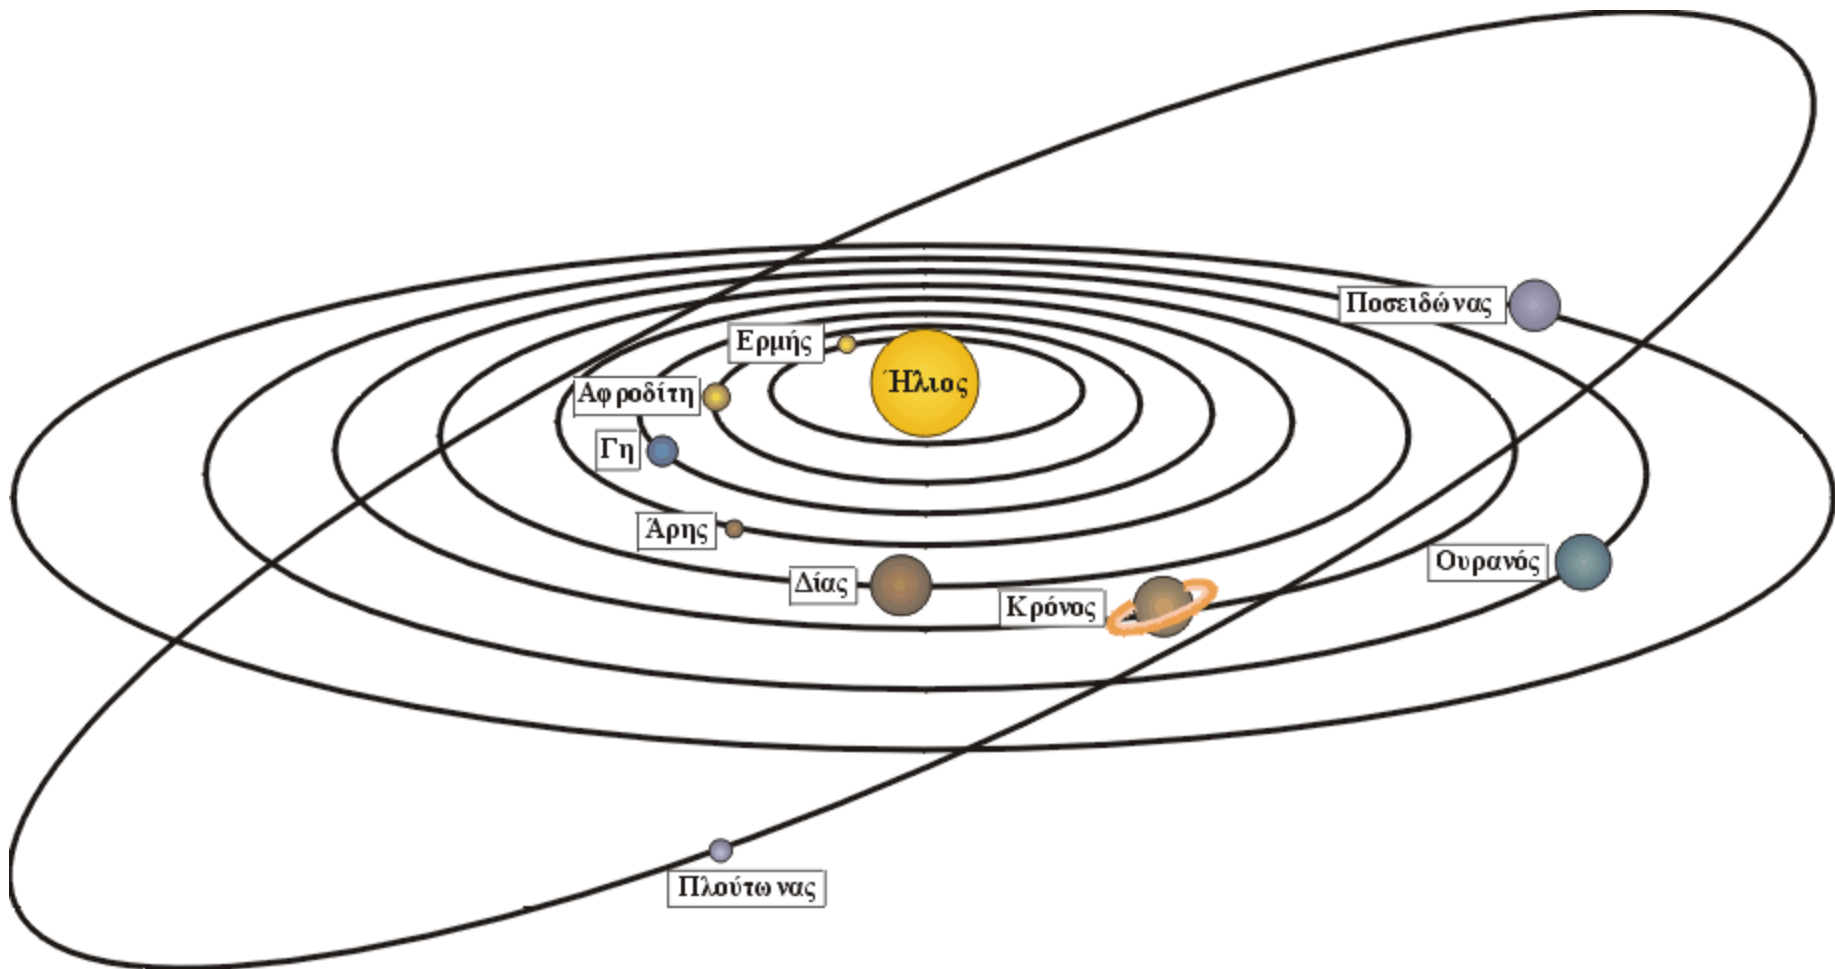 Ποσειδώνας
Ερμής
Ήλιος
Αφροδίτη
Γη
Άρης
Δίας
Κρόνος
Ουρανός
Πλούτωνας